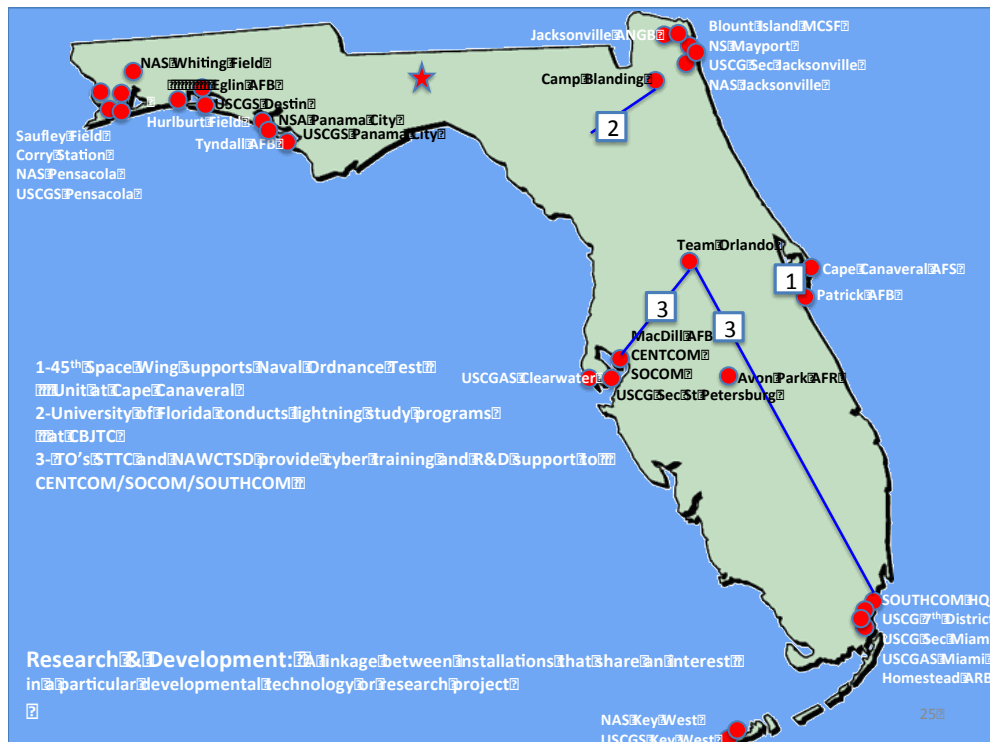 Jacksonville ANGB
Blount Island MCSF
NS Mayport
USCG Sec Jacksonville
NAS Jacksonville
Camp Blanding
NAS Whiting Field
Eglin AFB
USCGS Destin
Hurlburt Field
NSA Panama City
USCGS Panama City
Tyndall AFB
Saufley Field
Corry Station
NAS Pensacola
USCGS Pensacola
2
Team Orlando
Cape Canaveral AFS
1
Patrick AFB
3
3
MacDill AFB
CENTCOM
SOCOM
USCGAS Clearwater
Avon Park AFR
USCG Sec St Petersburg
1-45th Space Wing supports Naval Ordnance Test
Unit at Cape Canaveral
2-University of Florida conducts lightning study programs
at CBJTC
3-TO's STTC and NAWCTSD provide cyber training and R&D support to
CENTCOM/SOCOM/SOUTHCOM
SOUTHCOM HQ
USCG 7th District
USCG Sec Miami
USCGAS Miami
Homestead ARB
Research & Development: A linkage between installations that share an interest
in a particular developmental technology or research project
NAS Key West
USCGS Key West
25